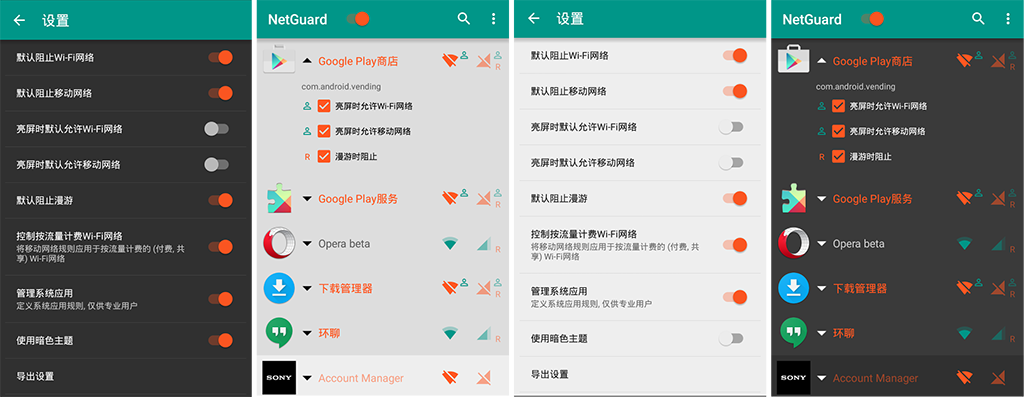 设置
默认阻止Wi-Fi网络
默认阻止移动网络
亮屏时默认允许Wi-Fi网络
亮屏时默认允许移动网络
默认阻止漫游
控制按流量计费Wi-Fi网络
将移动网络规则应用于按流量计费的 (付费, 共
享) Wi-Fi网络
管理系统应用
定义系统应用规则, 仅供专业用户
使用暗色主题
导出设置
NetGuard
Google Play商店
R
com.android.vending
亮屏时允许Wi-Fi网络
亮屏时允许移动网络
R 漫游时阻止
Google Play服务
R
Opera beta
R
下载管理器
R
环聊
R
SONY Account Manager
设置
默认阻止Wi-Fi网络
默认阻止移动网络
亮屏时默认允许Wi-Fi网络
亮屏时默认允许移动网络
默认阻止漫游
控制按流量计费Wi-Fi网络
将移动网络规则应用于按流量计费的 (付费, 共
享) Wi-Fi网络
管理系统应用
定义系统应用规则, 仅供专业用户
使用暗色主题
导出设置
NetGuard
Google Play商店
R
com.android.vending
亮屏时允许Wi-Fi网络
亮屏时允许移动网络
R 漫游时阻止
Google Play服务
R
Opera beta
R
下载管理器
R
环聊
R
SONY Account Manager